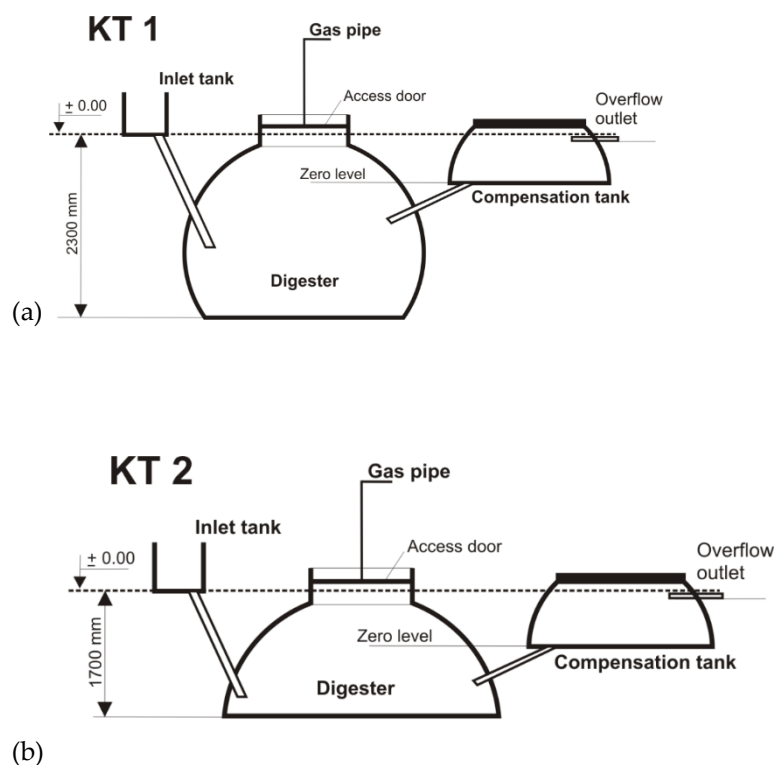 KT 1
Gas pipe
Inlet tank
Access door
± 0.00
Overflow
outlet
Zero level
Compensation tank
2300 mm
Digester
(a)
KT 2
Gas pipe
Inlet tank
Access door
± 0.00
Overflow
outlet
Zero level
Compensation tank
1700 mm
Digester
(b)